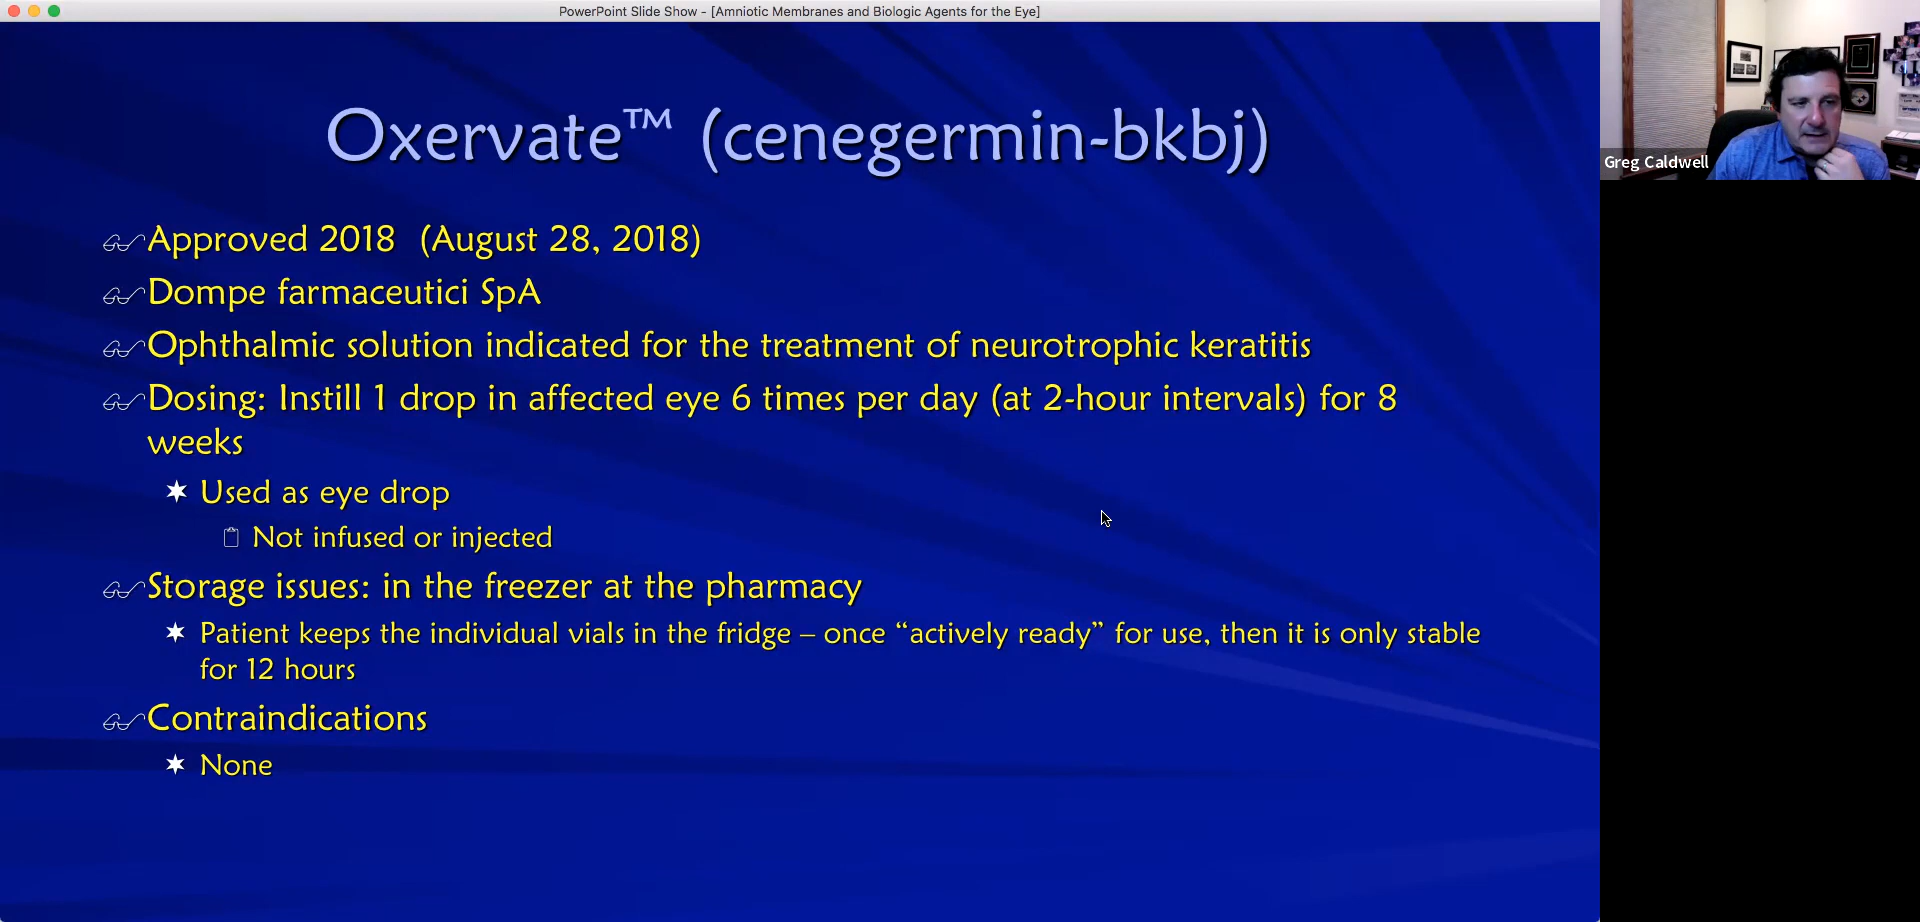 PowerPoint Slide Show - [Amniotic Membranes and Biologic Agents for the Eye]
Oxervate™ (cenegermin-bkbj)
Approved 2018 (August 28, 2018)
Dompe farmaceutici SpA
Ophthalmic solution indicated for the treatment of neurotrophic keratitis
Dosing: Instill 1 drop in affected eye 6 times per day (at 2-hour intervals) for 8
weeks
Used as eye drop
Not infused or injected
Storage issues: in the freezer at the pharmacy
Patient keeps the individual vials in the fridge – once “actively ready” for use, then it is only stable
for 12 hours
Contraindications
None
Greg Caldwell